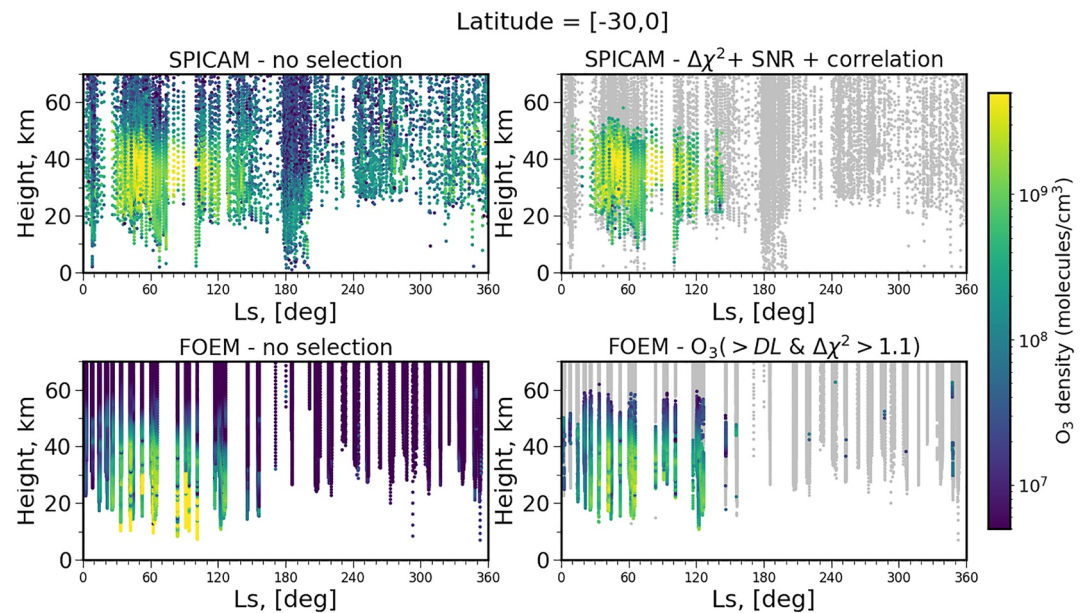 Latitude = [-30,0]
SPICAM - no selection
SPICAM - Δχ²+ SNR + correlation
Height, km
60
40
20
0
0 60 120 180 240 300 360
Ls, [deg]
Height, km
60
40
20
0
0 60 120 180 240 300 360
Ls, [deg]
FOEM - no selection
FOEM - O₃(>DL & Δχ²>1.1)
Height, km
60
40
20
0
0 60 120 180 240 300 360
Ls, [deg]
Height, km
60
40
20
0
0 60 120 180 240 300 360
Ls, [deg]
10⁹
10⁸
10⁷
O₃ density (molecules/cm³)